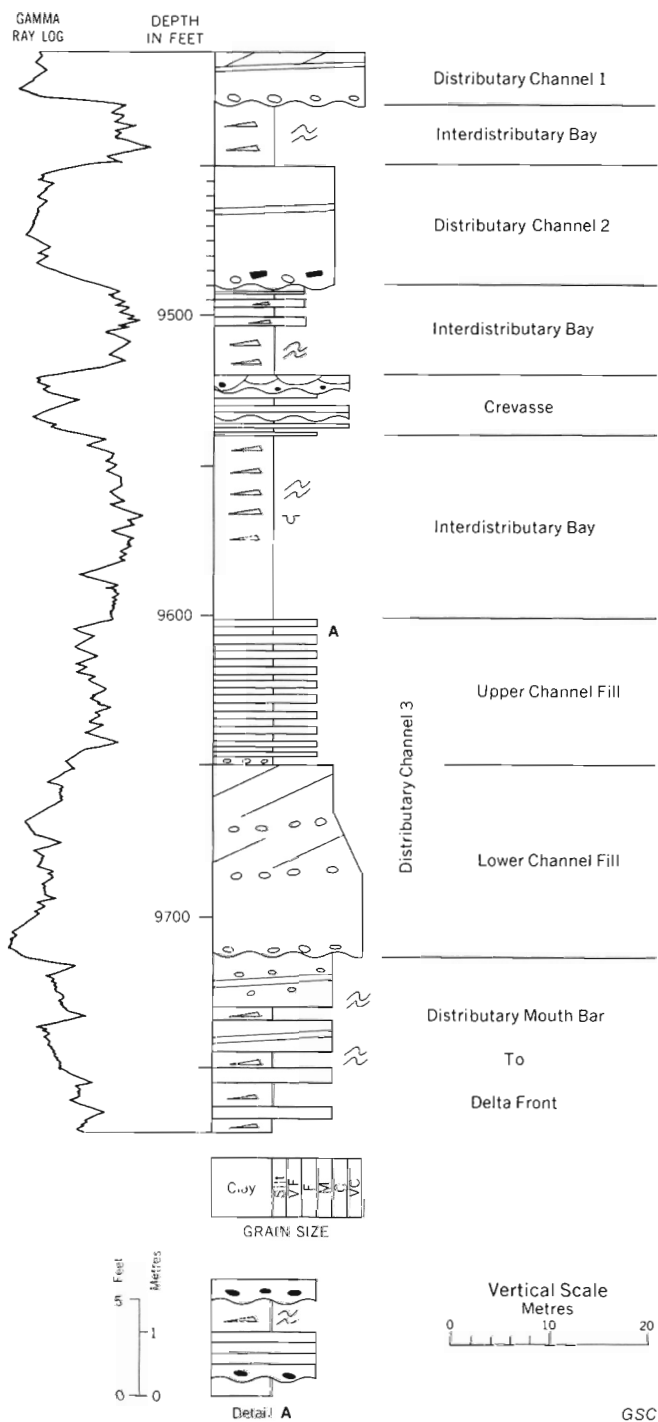 GAMMA
RAY LOG
DEPTH
IN FEET
Distributary Channel 1
Interdistributary Bay
Distributary Channel 2
9500
Interdistributary Bay
Crevasse
Interdistributary Bay
9600
A
Upper Channel Fill
Distributary Channel 3
Lower Channel Fill
9700
Distributary Mouth Bar
To
Delta Front
Clay Silt VF F M C VC
GRAIN SIZE
Feet Metres
5
1
0 0
Detail A
Vertical Scale
Metres
0 10 20
GSC